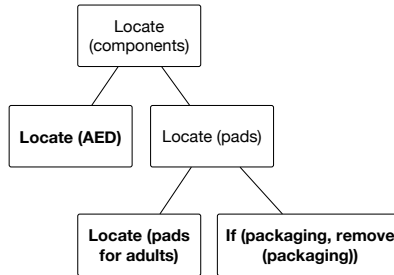 Locate
(components)
Locate (AED)
Locate (pads)
Locate (pads
for adults)
If (packaging, remove
(packaging))